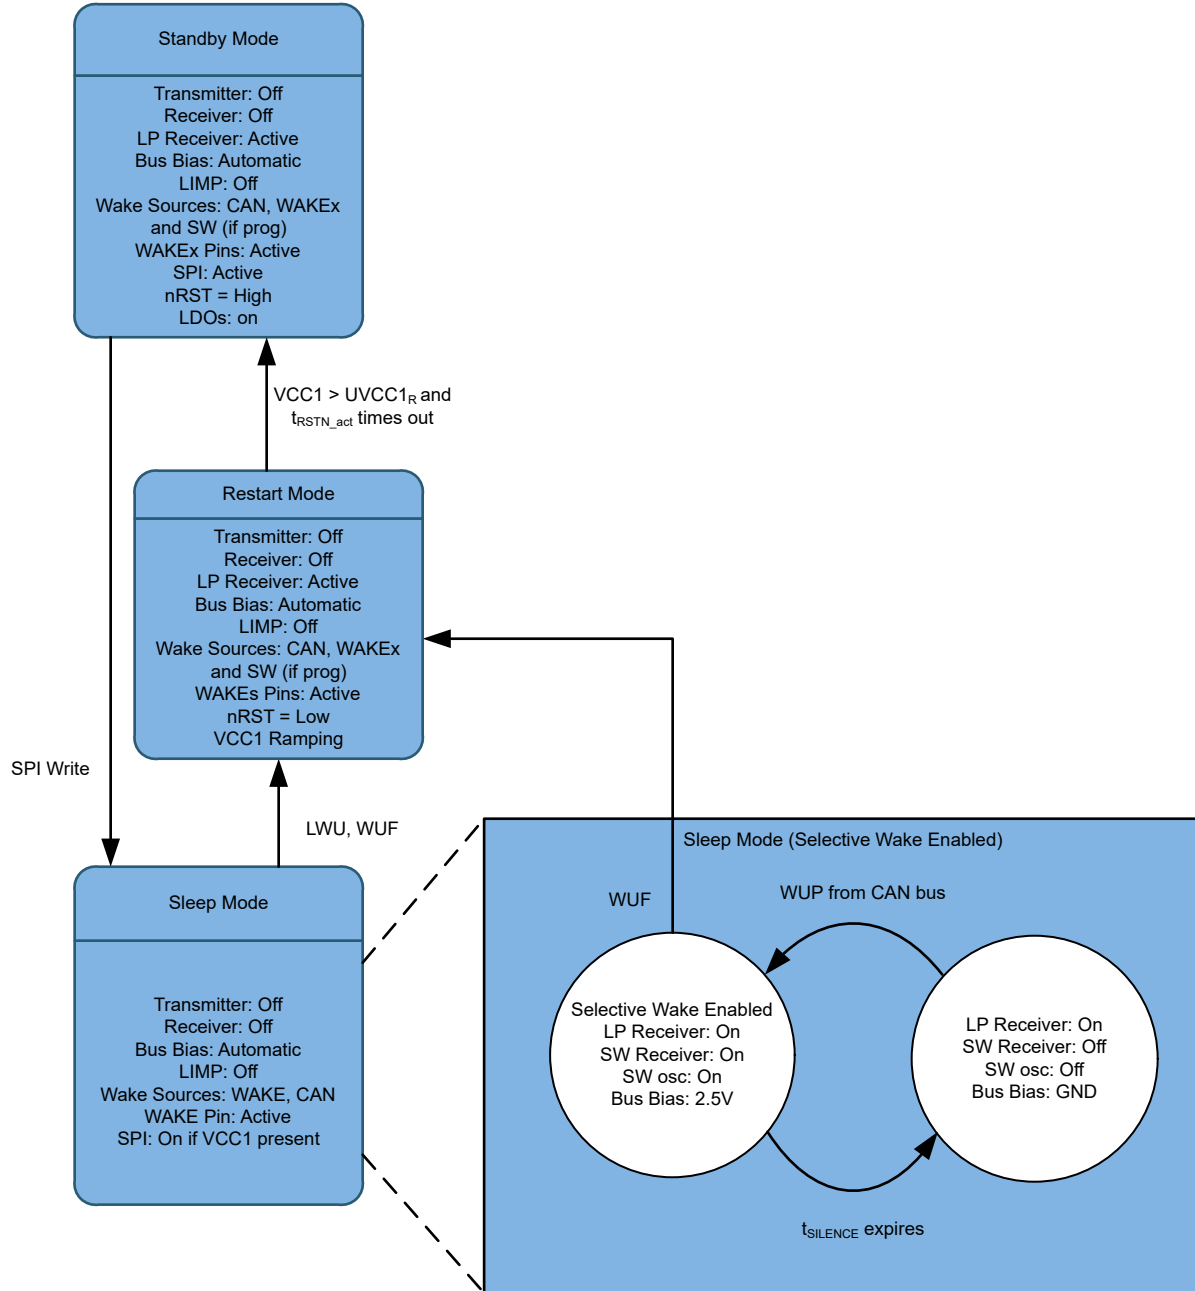 Standby Mode
Transmitter: Off
Receiver: Off
LP Receiver: Active
Bus Bias: Automatic
LIMP: Off
Wake Sources: CAN, WAKEx
and SW (if prog)
WAKEx Pins: Active
SPI: Active
nRST = High
LDOs: on
VCC1 > UVCC1R and
tRSTN_act times out
Restart Mode
Transmitter: Off
Receiver: Off
LP Receiver: Active
Bus Bias: Automatic
LIMP: Off
Wake Sources: CAN, WAKEx
and SW (if prog)
WAKEs Pins: Active
nRST = Low
VCC1 Ramping
SPI Write
LWU, WUF
Sleep Mode
Transmitter: Off
Receiver: Off
Bus Bias: Automatic
LIMP: Off
Wake Sources: WAKE, CAN
WAKE Pin: Active
SPI: On if VCC1 present
Sleep Mode (Selective Wake Enabled)
WUF
WUP from CAN bus
Selective Wake Enabled
LP Receiver: On
SW Receiver: On
SW osc: On
Bus Bias: 2.5V
LP Receiver: On
SW Receiver: Off
SW osc: Off
Bus Bias: GND
tSILENCE expires